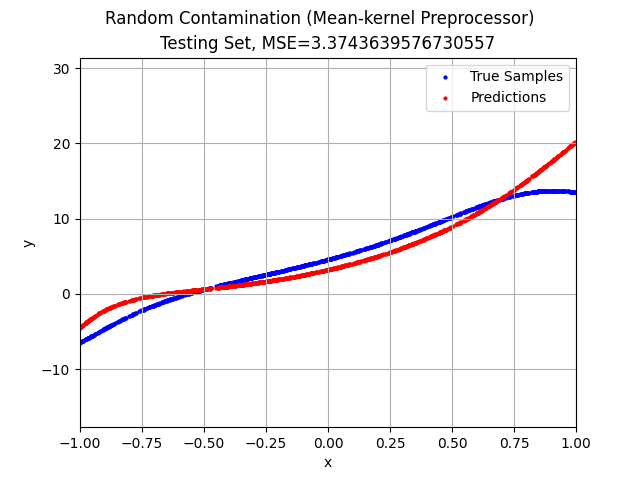 Random Contamination (Mean-kernel Preprocessor)
Testing Set, MSE=3.3743639576730557
True Samples
Predictions
30
20
10
0
−10
y
−1.00 −0.75 −0.50 −0.25 0.00 0.25 0.50 0.75 1.00
x